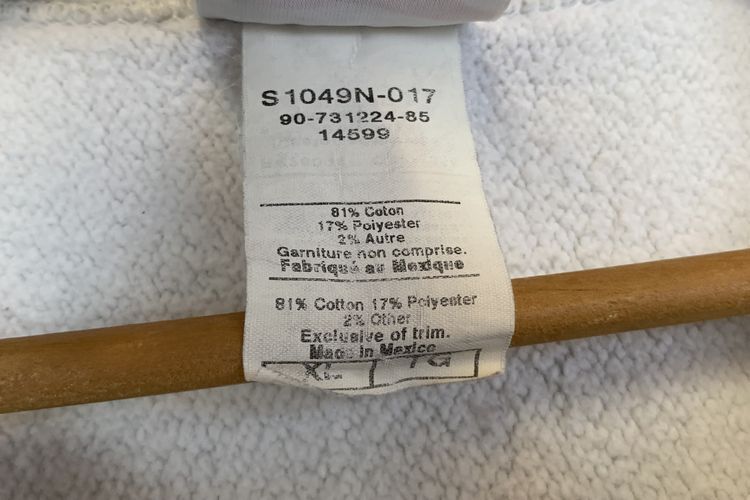 S1049N-017
90-731224-85
14599
81% Coton
17% Polyester
2% Autre
Garniture non comprise.
Fabriqué au Mexique
81% Cotton 17% Polyester
2% Other
Exclusive of trim.
Made in Mexico
XL TG